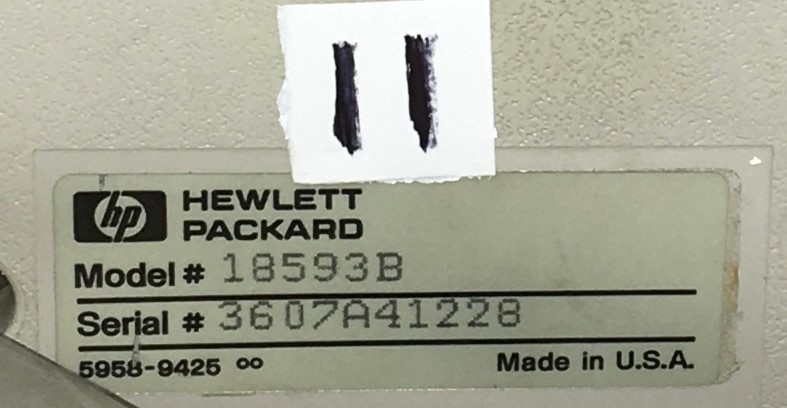 11
hp HEWLETT
PACKARD
Model # 18593B
Serial # 3607A41228
5958-9425 ∞ Made in U.S.A.